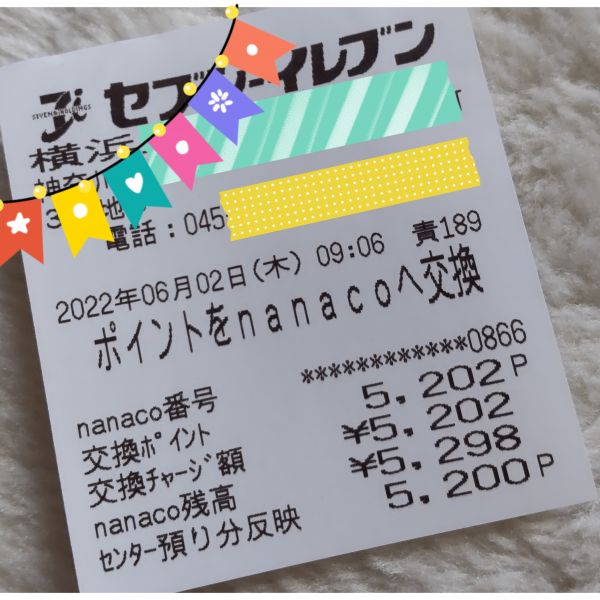 SEVEN&i HOLDINGS
セブン-イレブン
横浜
神奈川
電話:045
2022年06月02日(木) 09:06 責189
ポイントをnanacoへ交換
nanaco番号 ************0866
交換ポイント 5,202P
交換チャージ額 ¥5,202
nanaco残高 ¥5,298
センター預り分反映 5,200P